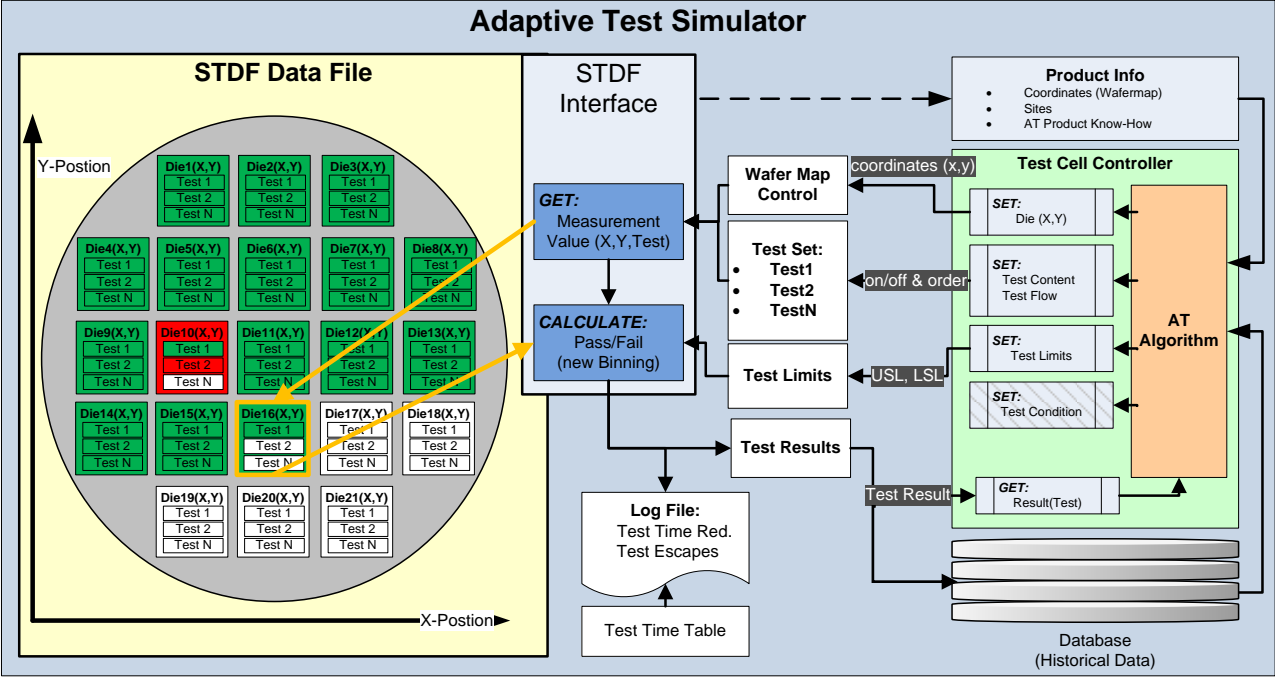 Adaptive Test Simulator
STDF Data File
Y-Postion
Die1(X,Y)
Test 1
Test 2
Test N
Die2(X,Y)
Test 1
Test 2
Test N
Die3(X,Y)
Test 1
Test 2
Test N
Die4(X,Y)
Test 1
Test 2
Test N
Die5(X,Y)
Test 1
Test 2
Test N
Die6(X,Y)
Test 1
Test 2
Test N
Die7(X,Y)
Test 1
Test 2
Test N
Die8(X,Y)
Test 1
Test 2
Test N
Die9(X,Y)
Test 1
Test 2
Test N
Die10(X,Y)
Test 1
Test 2
Test N
Die11(X,Y)
Test 1
Test 2
Test N
Die12(X,Y)
Test 1
Test 2
Test N
Die13(X,Y)
Test 1
Test 2
Test N
Die14(X,Y)
Test 1
Test 2
Test N
Die15(X,Y)
Test 1
Test 2
Test N
Die16(X,Y)
Test 1
Test 2
Test N
Die17(X,Y)
Test 1
Test 2
Test N
Die18(X,Y)
Test 1
Test 2
Test N
Die19(X,Y)
Test 1
Test 2
Test N
Die20(X,Y)
Test 1
Test 2
Test N
Die21(X,Y)
Test 1
Test 2
Test N
X-Postion
STDF
Interface
GET:
Measurement
Value (X,Y,Test)
CALCULATE:
Pass/Fail
(new Binning)
Wafer Map
Control
Test Set:
• Test1
• Test2
• TestN
Test Limits
Test Results
Log File:
Test Time Red.
Test Escapes
Test Time Table
coordinates (x,y)
on/off & order
USL, LSL
Test Result
Product Info
• Coordinates (Wafermap)
• Sites
• AT Product Know-How
Test Cell Controller
SET:
Die (X,Y)
SET:
Test Content
Test Flow
SET:
Test Limits
SET:
Test Condition
GET:
Result(Test)
AT
Algorithm
Database
(Historical Data)